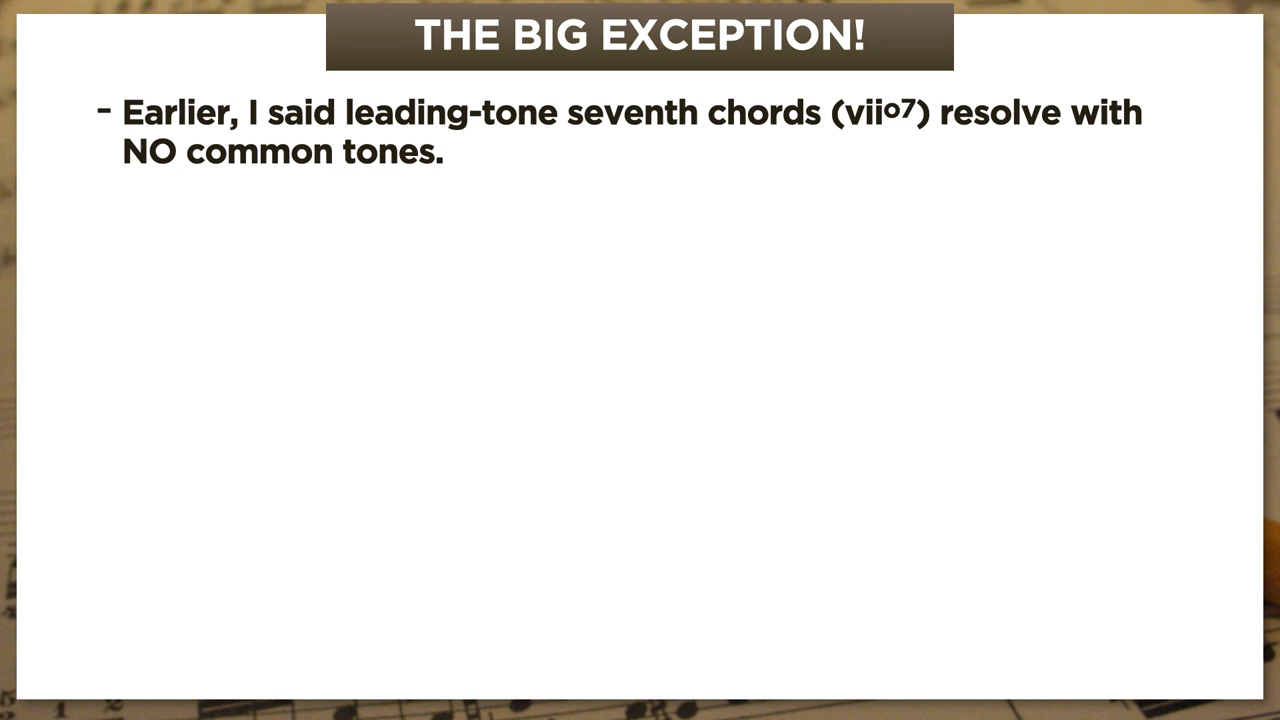 THE BIG EXCEPTION!
- Earlier, I said leading-tone seventh chords (viiº⁷) resolve with
NO common tones.